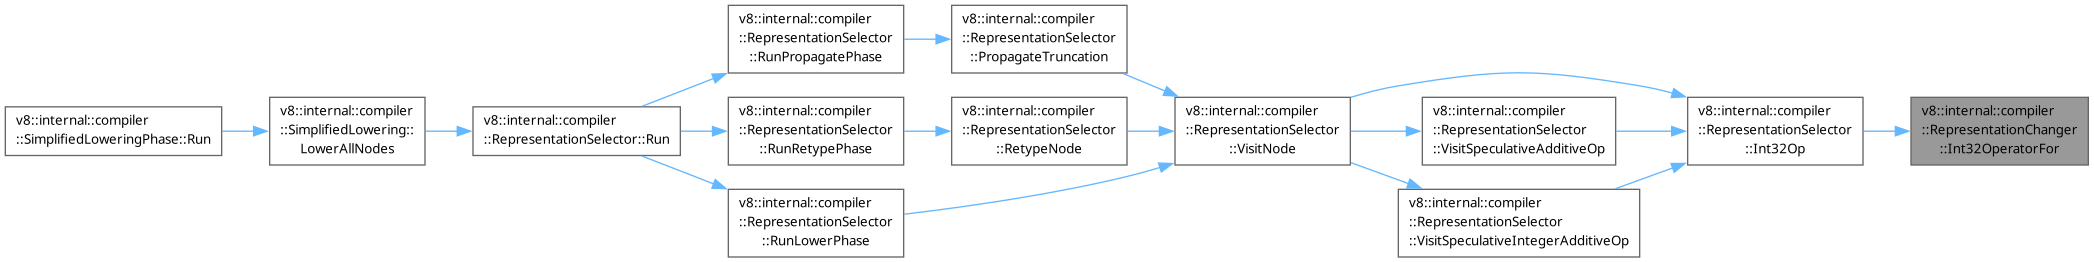 v8::internal::compiler
::SimplifiedLoweringPhase::Run
v8::internal::compiler
::SimplifiedLowering::
LowerAllNodes
v8::internal::compiler
::RepresentationSelector::Run
v8::internal::compiler
::RepresentationSelector
::RunPropagatePhase
v8::internal::compiler
::RepresentationSelector
::RunRetypePhase
v8::internal::compiler
::RepresentationSelector
::RunLowerPhase
v8::internal::compiler
::RepresentationSelector
::PropagateTruncation
v8::internal::compiler
::RepresentationSelector
::RetypeNode
v8::internal::compiler
::RepresentationSelector
::VisitNode
v8::internal::compiler
::RepresentationSelector
::VisitSpeculativeAdditiveOp
v8::internal::compiler
::RepresentationSelector
::VisitSpeculativeIntegerAdditiveOp
v8::internal::compiler
::RepresentationSelector
::Int32Op
v8::internal::compiler
::RepresentationChanger
::Int32OperatorFor